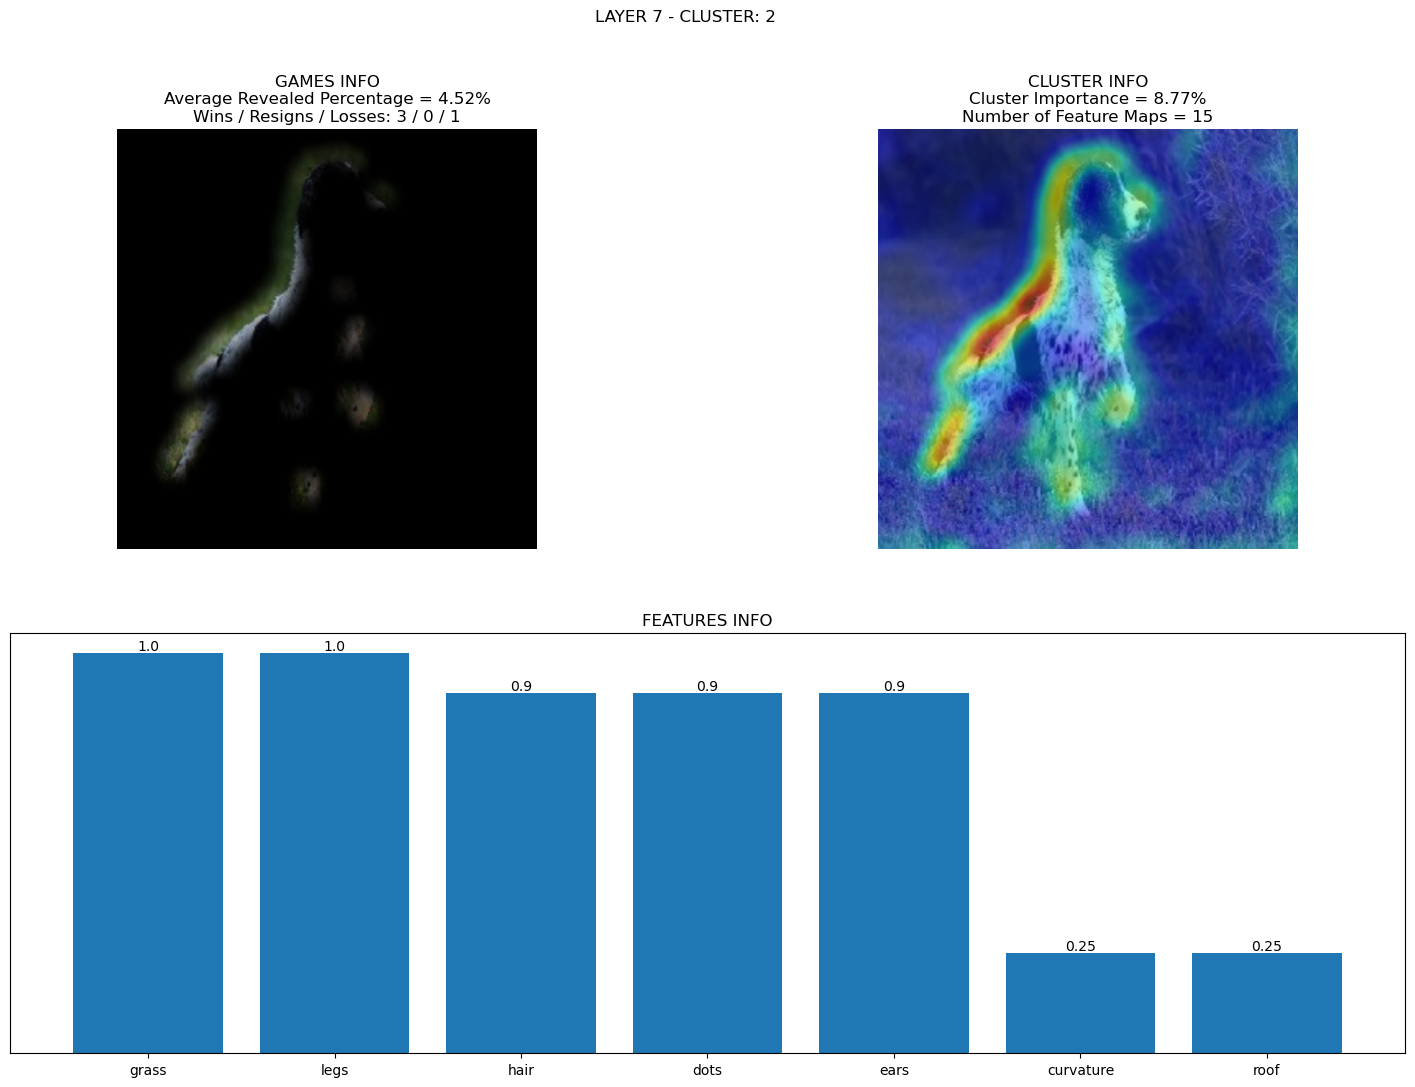 LAYER 7 - CLUSTER: 2
GAMES INFO
Average Revealed Percentage = 4.52%
Wins / Resigns / Losses: 3 / 0 / 1
CLUSTER INFO
Cluster Importance = 8.77%
Number of Feature Maps = 15
FEATURES INFO
1.0 1.0 0.9 0.9 0.9 0.25 0.25
grass legs hair dots ears curvature roof